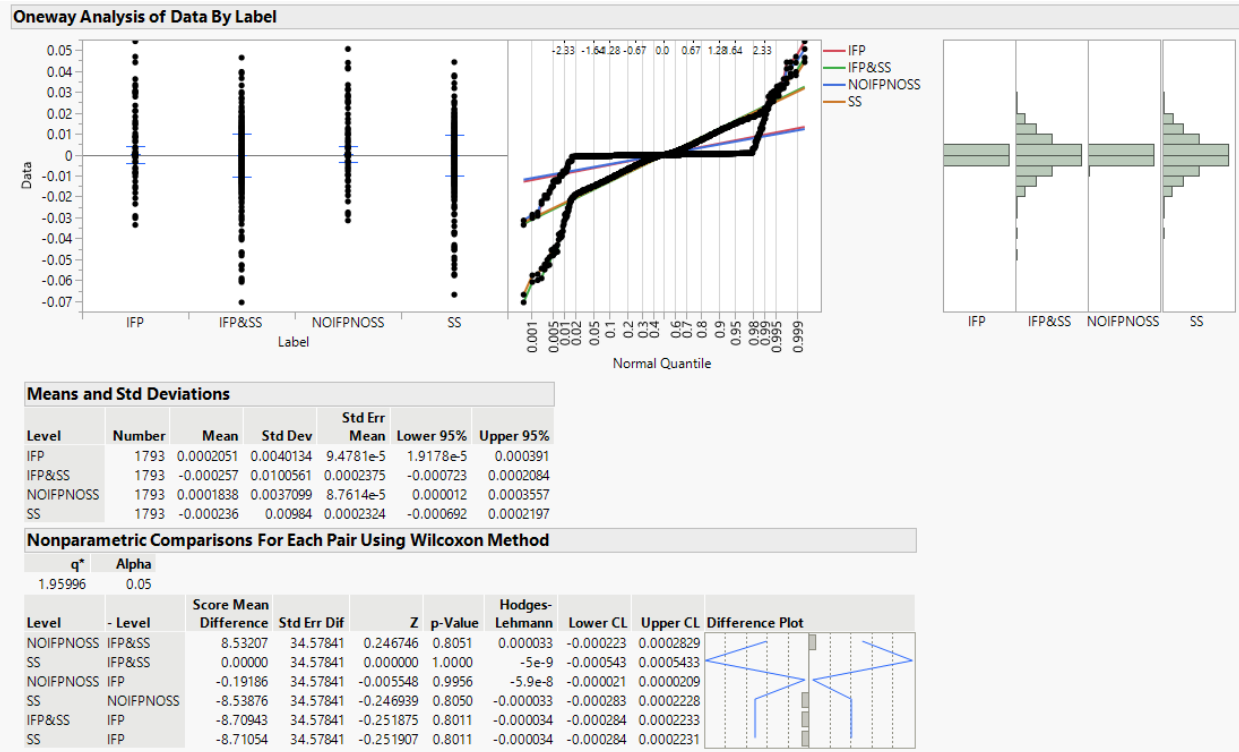 Oneway Analysis of Data By Label
0.05
0.04
0.03
0.02
0.01
0
-0.01
-0.02
-0.03
-0.04
-0.05
-0.06
-0.07
Data
IFP IFP&SS NOIFPNOSS SS
Label
-2.33 -1.64 -1.28 -0.67 0.0 0.67 1.28 1.64 2.33
0.001 0.005 0.01 0.02 0.05 0.1 0.2 0.3 0.4 0.6 0.7 0.8 0.9 0.95 0.98 0.99 0.995 0.999
Normal Quantile
IFP
IFP&SS
NOIFPNOSS
SS
IFP IFP&SS NOIFPNOSS SS
Means and Std Deviations
Level Number Mean Std Dev Std Err Mean Lower 95% Upper 95%
IFP 1793 0.0002051 0.0040134 9.4781e-5 1.9178e-5 0.000391
IFP&SS 1793 -0.000257 0.0100561 0.0002375 -0.000723 0.0002084
NOIFPNOSS 1793 0.0001838 0.0037099 8.7614e-5 0.000012 0.0003557
SS 1793 -0.000236 0.00984 0.0002324 -0.000692 0.0002197
Nonparametric Comparisons For Each Pair Using Wilcoxon Method
q* Alpha
1.95996 0.05
Level - Level Score Mean Difference Std Err Dif Z p-Value Hodges-Lehmann Lower CL Upper CL Difference Plot
NOIFPNOSS IFP&SS 8.53207 34.57841 0.246746 0.8051 0.000033 -0.000223 0.0002829
SS IFP&SS 0.00000 34.57841 0.000000 1.0000 -5e-9 -0.000543 0.0005433
NOIFPNOSS IFP -0.19186 34.57841 -0.005548 0.9956 -5.9e-8 -0.000021 0.0000209
SS NOIFPNOSS -8.53876 34.57841 -0.246939 0.8050 -0.000033 -0.000283 0.0002228
IFP&SS IFP -8.70943 34.57841 -0.251875 0.8011 -0.000034 -0.000284 0.0002233
SS IFP -8.71054 34.57841 -0.251907 0.8011 -0.000034 -0.000284 0.0002231